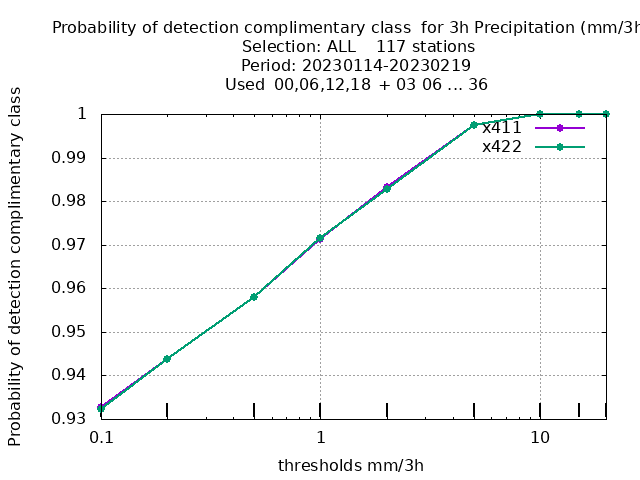 Probability of detection complimentary class  for 3h Precipitation (mm/3h
Selection: ALL    117 stations
Period: 20230114-20230219
Used  00,06,12,18 + 03 06 ... 36
Probability of detection complimentary class
1
0.99
0.98
0.97
0.96
0.95
0.94
0.93
x411
x422
0.1
1
10
thresholds mm/3h